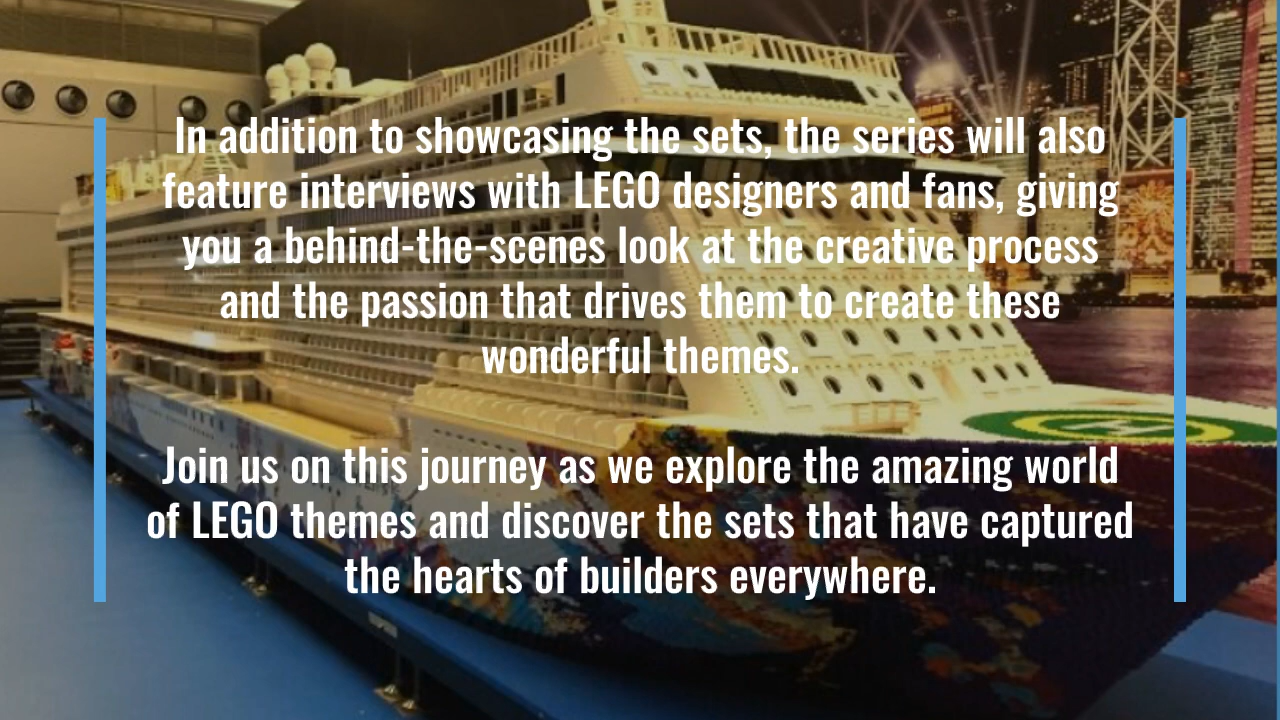 In addition to showcasing the sets, the series will also
feature interviews with LEGO designers and fans, giving
you a behind-the-scenes look at the creative process
and the passion that drives them to create these
wonderful themes.
Join us on this journey as we explore the amazing world
of LEGO themes and discover the sets that have captured
the hearts of builders everywhere.